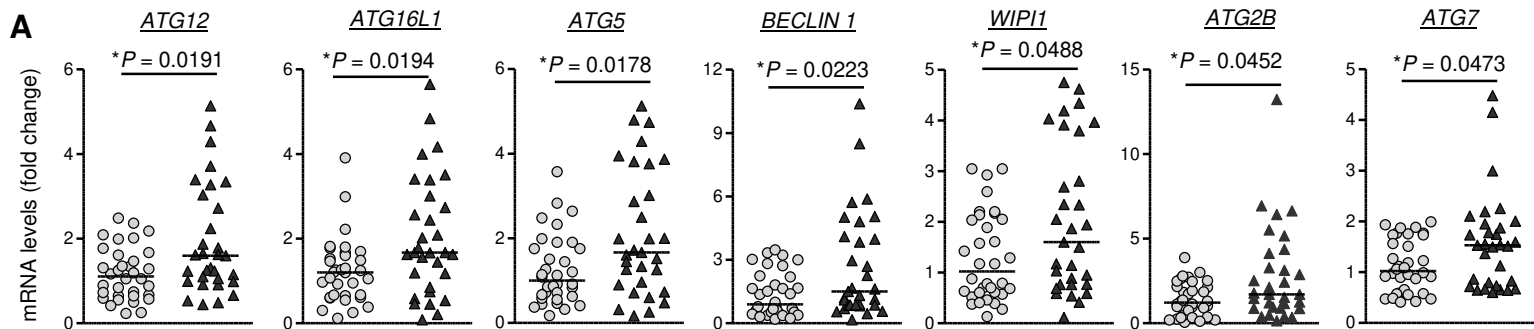 A
ATG12 ATG16L1 ATG5 BECLIN 1 WIPI1 ATG2B ATG7
*P = 0.0191 *P = 0.0194 *P = 0.0178 *P = 0.0223 *P = 0.0488 *P = 0.0452 *P = 0.0473
mRNA levels (fold change)
6 4 2 0
6 4 2 0
6 4 2 0
12 9 6 3 0
5 4 3 2 1 0
15 10 5 0
5 4 3 2 1 0